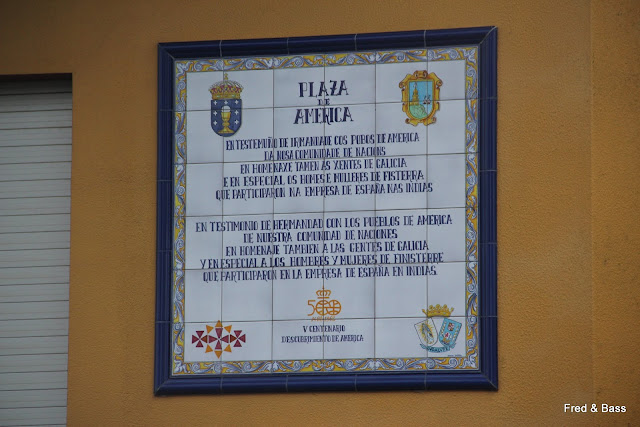 PLAZA
DE
AMERICA
EN TESTEMUÑO DE IRMANDADE COS POBOS DE AMERICA
DA NOSA COMUNIDADE DE NACIONS
EN HOMENAXE TAMEN AS XENTES DE GALICIA
E EN ESPECIAL OS HOMES E MULLERES DE FISTERRA
QUE PARTICIPARON NA EMPRESA DE ESPAÑA NAS INDIAS
EN TESTIMONIO DE HERMANDAD CON LOS PUEBLOS DE AMERICA
DE NUESTRA COMUNIDAD DE NACIONES
EN HOMENAJE TAMBIEN A LAS GENTES DE GALICIA
Y EN ESPECIAL A LOS HOMBRES Y MUJERES DE FINISTERRE
QUE PARTICIPARON EN LA EMPRESA DE ESPAÑA EN INDIAS.
500
V CENTENARIO
DESCUBRIMIENTO DE AMERICA
Fred & Bass